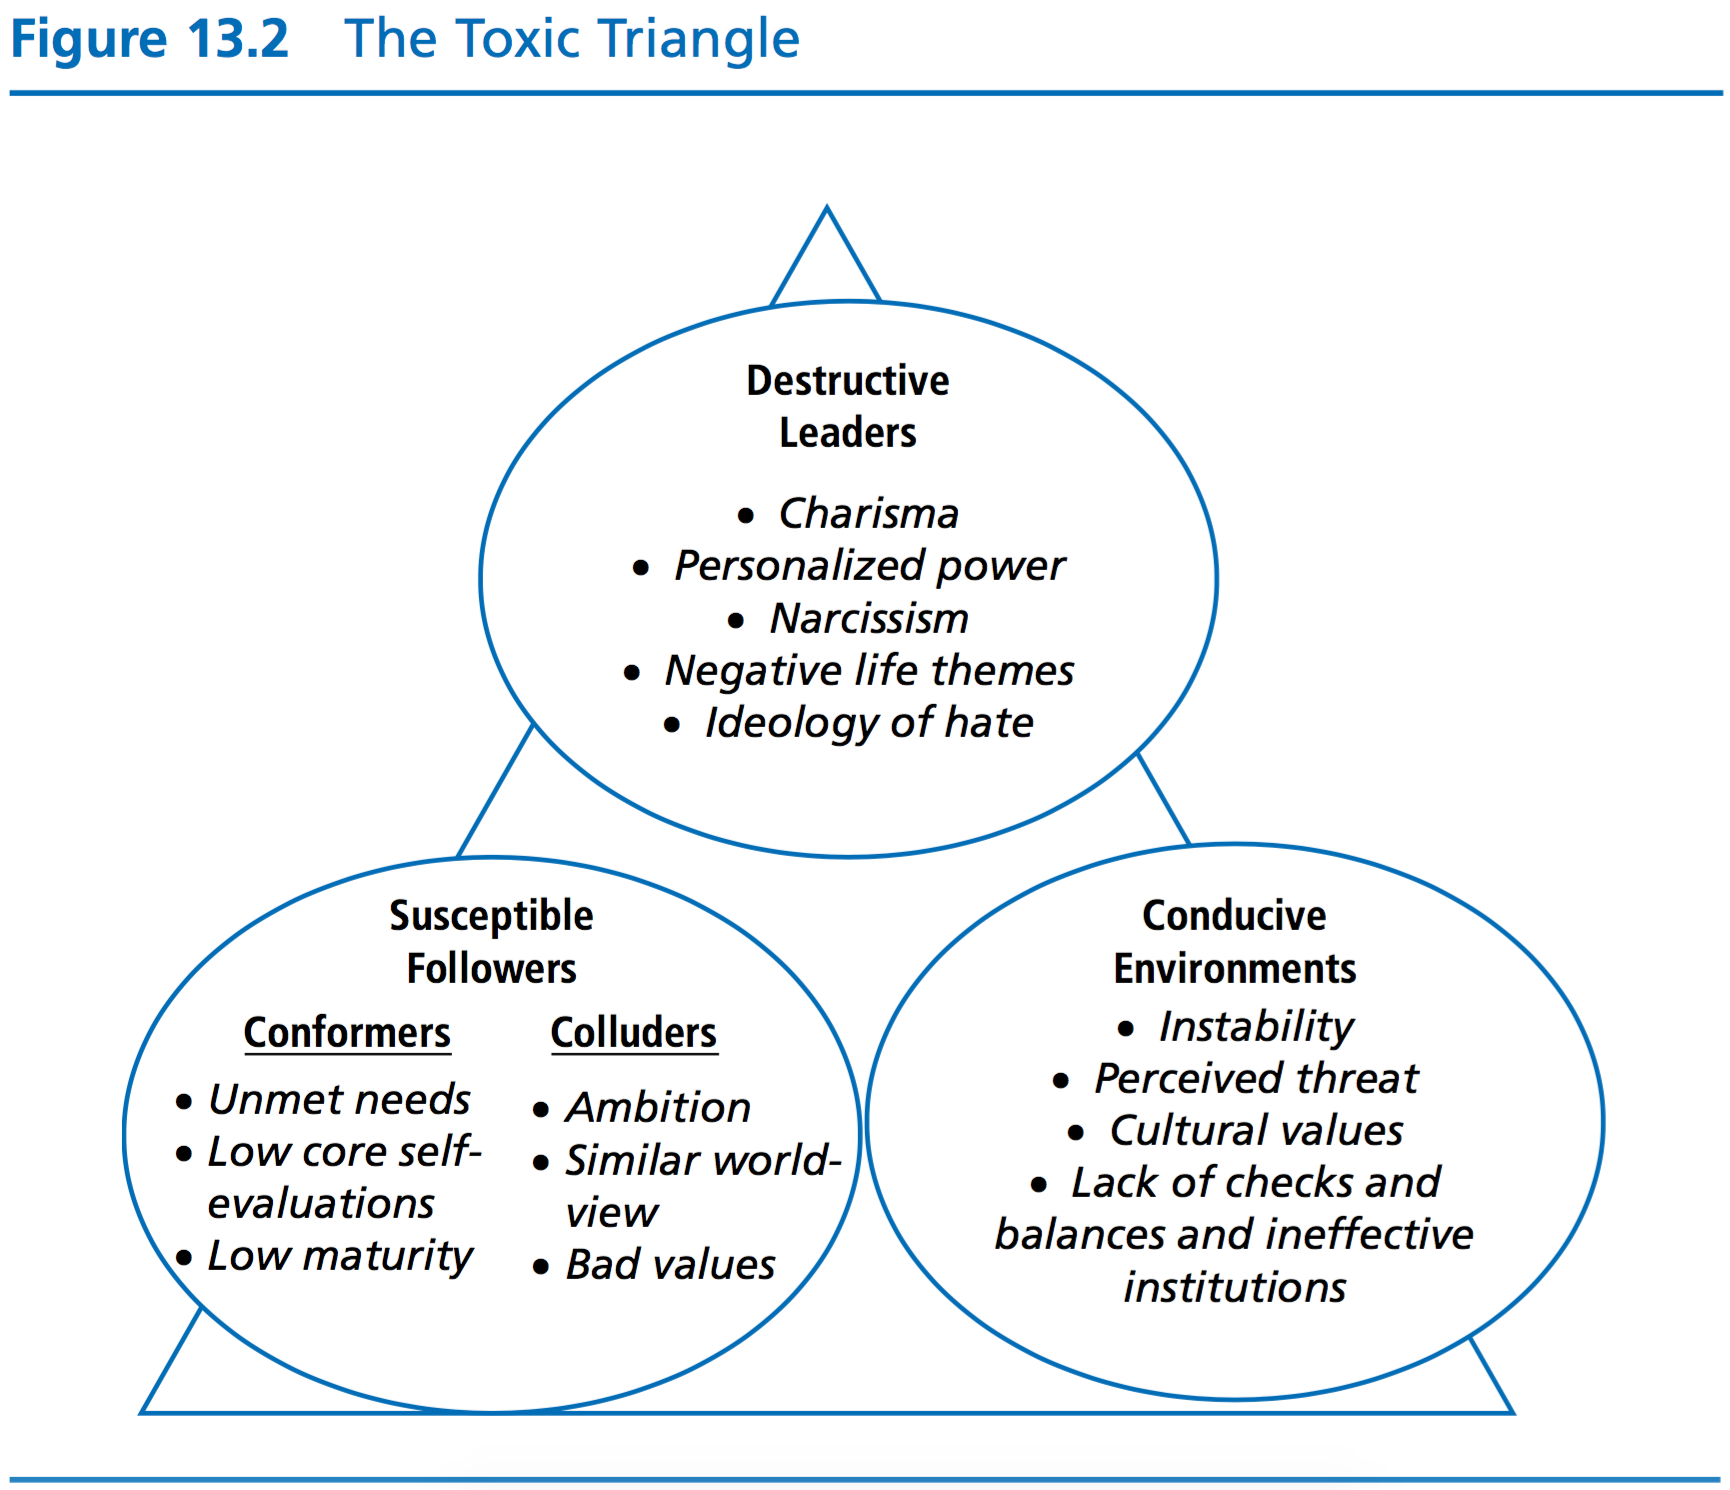 Figure 13.2 The Toxic Triangle
Destructive
Leaders
• Charisma
• Personalized power
• Narcissism
• Negative life themes
• Ideology of hate
Susceptible
Followers
Conformers
• Unmet needs
• Low core self-
evaluations
• Low maturity
Colluders
• Ambition
• Similar world-
view
• Bad values
Conducive
Environments
• Instability
• Perceived threat
• Cultural values
• Lack of checks and
balances and ineffective
institutions